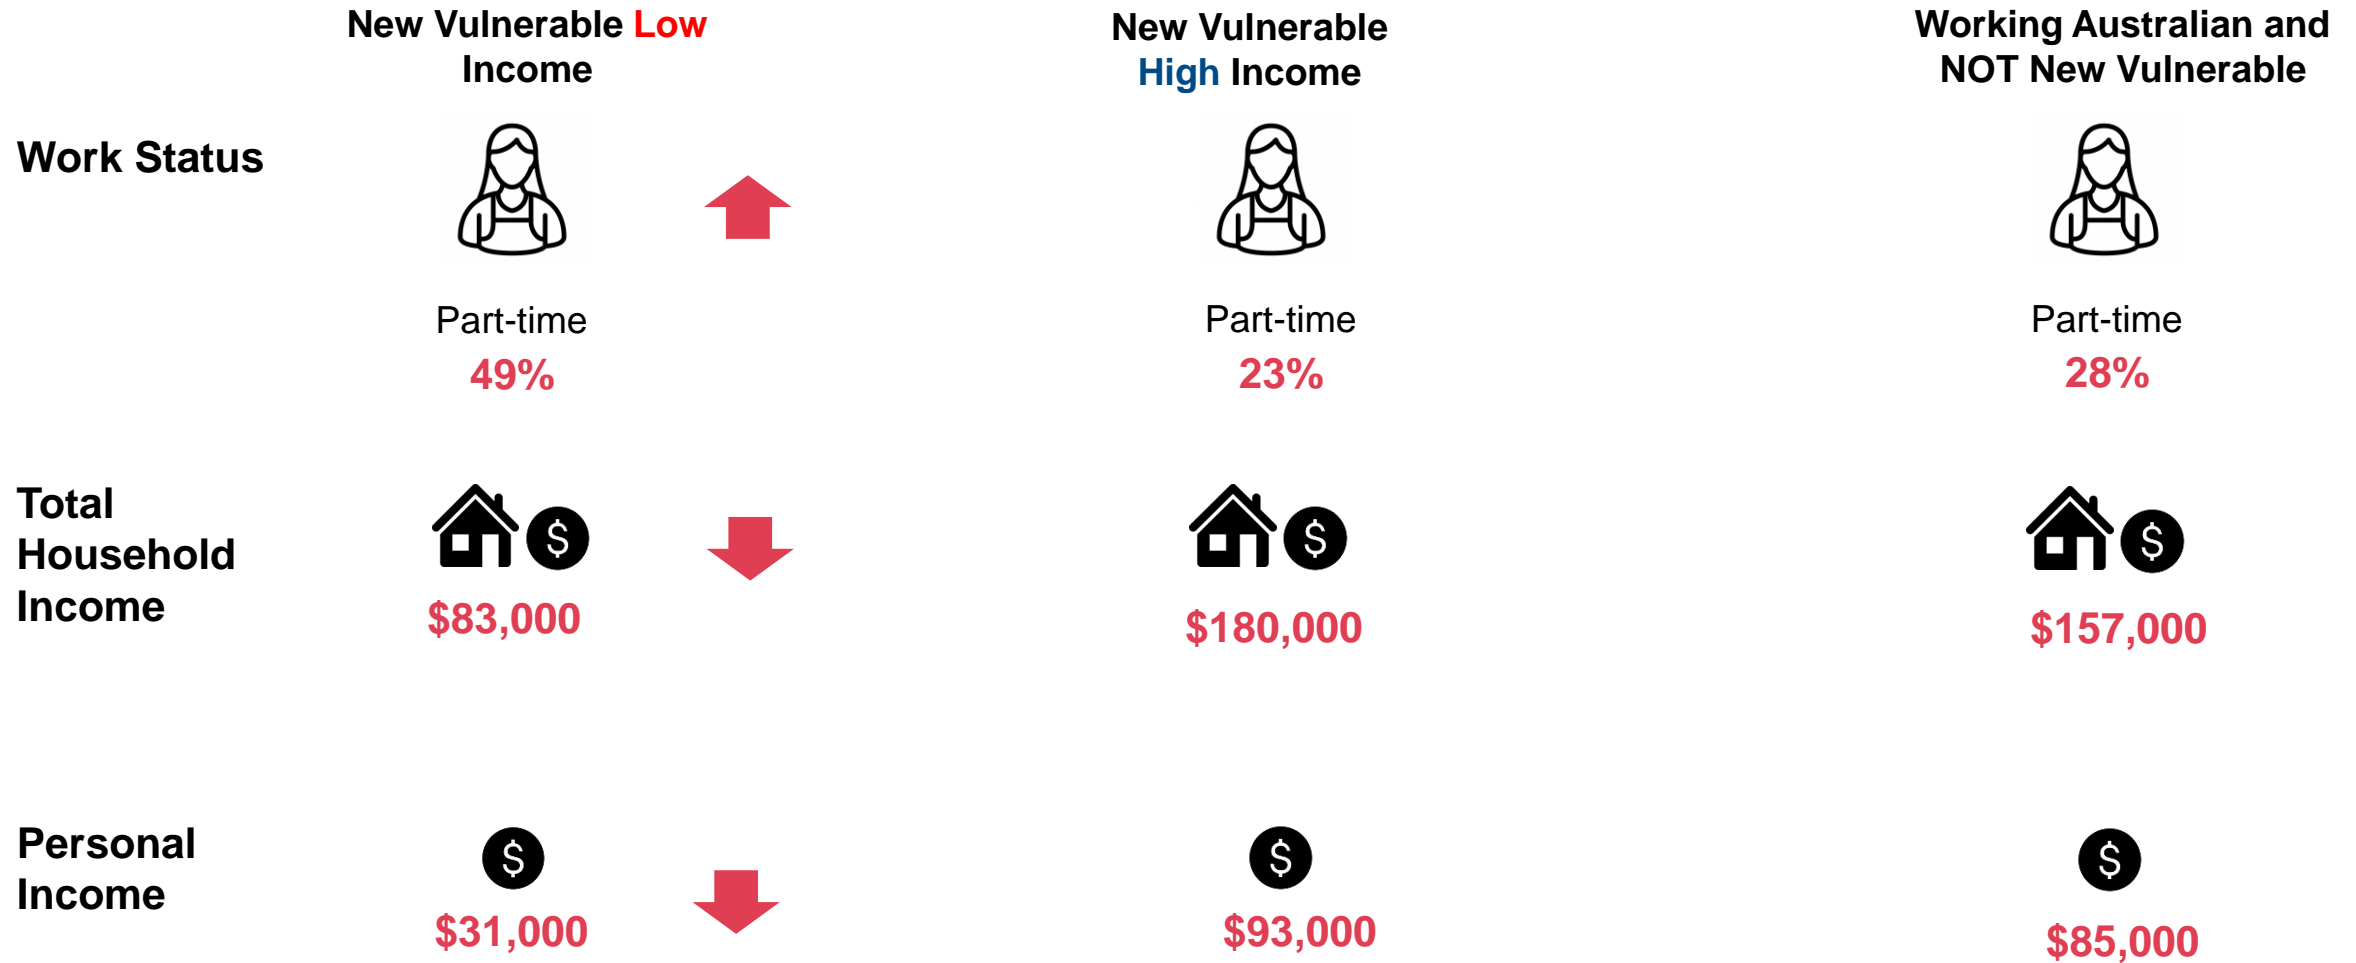 New Vulnerable Low
Income
New Vulnerable
High Income
Working Australian and
NOT New Vulnerable
Work Status
Part-time
49%
Part-time
23%
Part-time
28%
Total
Household
Income
$
$83,000
$
$180,000
$
$157,000
Personal
Income
$
$31,000
$
$93,000
$
$85,000